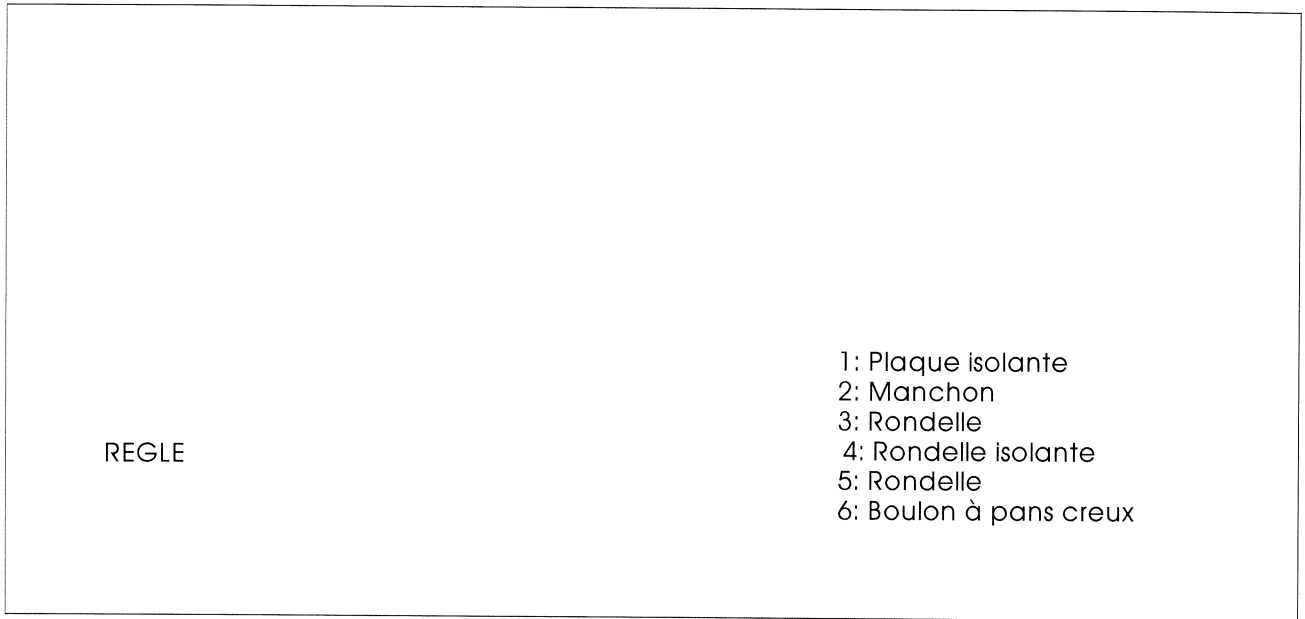 1: Plaque isolante
2: Manchon
3: Rondelle
REGLE
4: Rondelle isolante
5: Rondelle
6: Boulon à pans creux